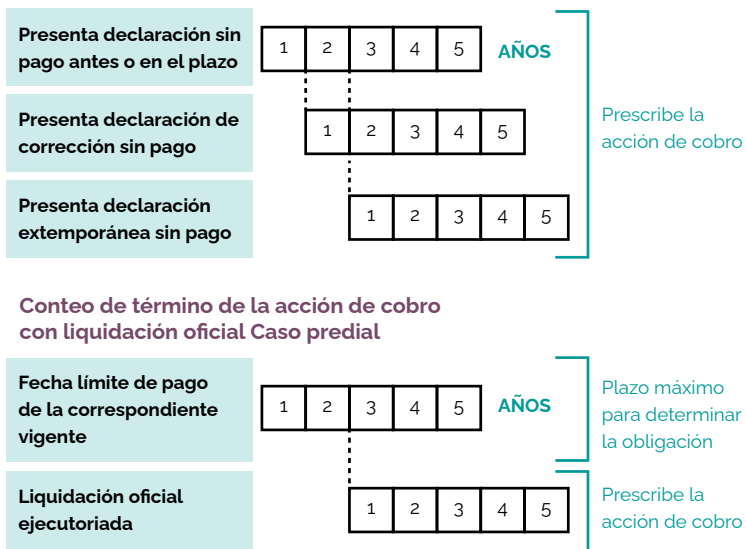 Presenta declaración sin
pago antes o en el plazo
1 2 3 4 5 AÑOS
Presenta declaración de
corrección sin pago
1 2 3 4 5
Presenta declaración
extemporánea sin pago
1 2 3 4 5
Prescribe la
acción de cobro
Conteo de término de la acción de cobro
con liquidación oficial Caso predial
Fecha límite de pago
de la correspondiente
vigente
1 2 3 4 5 AÑOS
Plazo máximo
para determinar
la obligación
Liquidación oficial
ejecutoriada
1 2 3 4 5
Prescribe la
acción de cobro